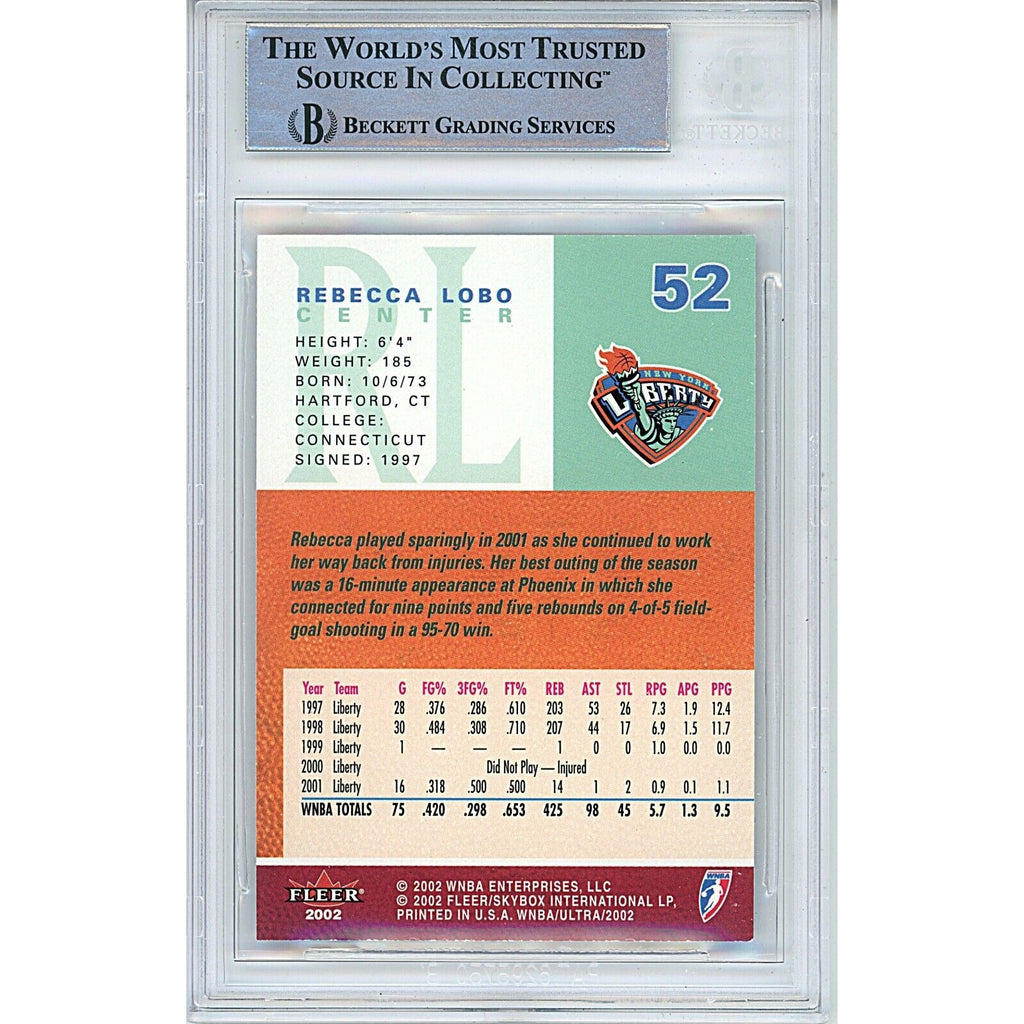 THE WORLD'S MOST TRUSTED
SOURCE IN COLLECTING™
B BECKETT GRADING SERVICES
BECKETT
RL
REBECCA LOBO
CENTER
HEIGHT: 6'4"
WEIGHT: 185
BORN: 10/6/73
HARTFORD, CT
COLLEGE:
CONNECTICUT
SIGNED: 1997
52
NEW YORK
LIBERTY
Rebecca played sparingly in 2001 as she continued to work
her way back from injuries. Her best outing of the season
was a 16-minute appearance at Phoenix in which she
connected for nine points and five rebounds on 4-of-5 field-
goal shooting in a 95-70 win.
Year Team G FG% 3FG% FT% REB AST STL RPG APG PPG
1997 Liberty 28 .376 .286 .610 203 53 26 7.3 1.9 12.4
1998 Liberty 30 .484 .308 .710 207 44 17 6.9 1.5 11.7
1999 Liberty 1 — — — 1 0 0 1.0 0.0 0.0
2000 Liberty Did Not Play — Injured
2001 Liberty 16 .318 .500 .500 14 1 2 0.9 0.1 1.1
WNBA TOTALS 75 .420 .298 .653 425 98 45 5.7 1.3 9.5
FLEER
2002
© 2002 WNBA ENTERPRISES, LLC
© 2002 FLEER/SKYBOX INTERNATIONAL LP,
PRINTED IN U.S.A. WNBA/ULTRA/2002
WNBA